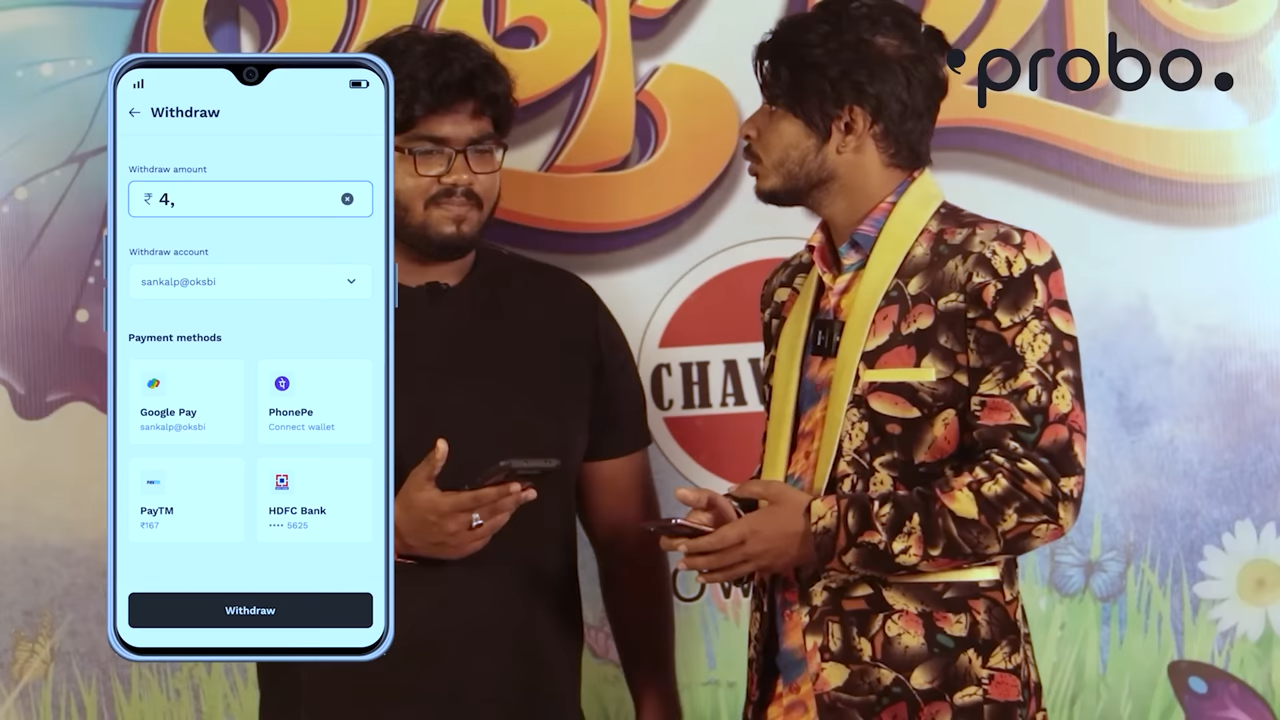 probo.
Withdraw
Withdraw amount
₹ 4,
Withdraw account
sankalp@oksbi
Payment methods
Google Pay
sankalp@oksbi
PhonePe
Connect wallet
PAYTM
PayTM
₹167
HDFC Bank
•••• 5625
Withdraw
CHAV